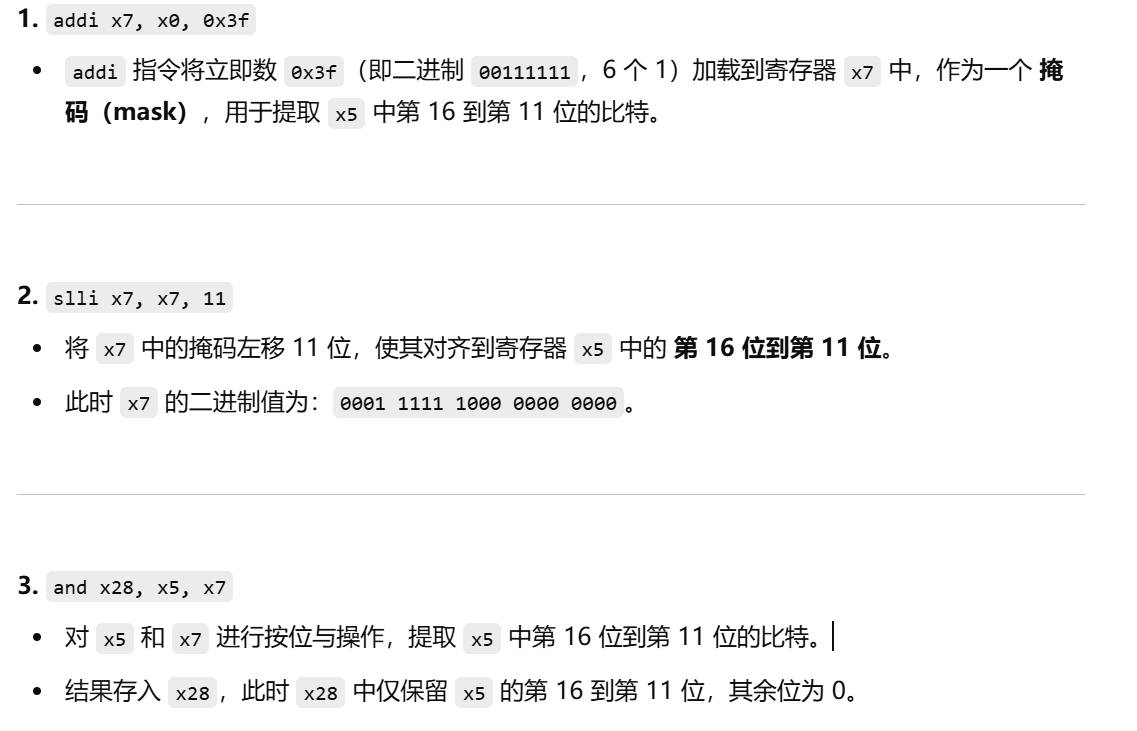 1. addi x7, x0, 0x3f
• addi 指令将立即数 0x3f（即二进制 00111111，6 个 1）加载到寄存器 x7 中，作为一个 掩
码（mask），用于提取 x5 中第 16 到第 11 位的比特。
2. slli x7, x7, 11
• 将 x7 中的掩码左移 11 位，使其对齐到寄存器 x5 中的 第 16 位到第 11 位。
• 此时 x7 的二进制值为：0001 1111 1000 0000 0000。
3. and x28, x5, x7
• 对 x5 和 x7 进行按位与操作，提取 x5 中第 16 位到第 11 位的比特。
• 结果存入 x28，此时 x28 中仅保留 x5 的第 16 到第 11 位，其余位为 0。